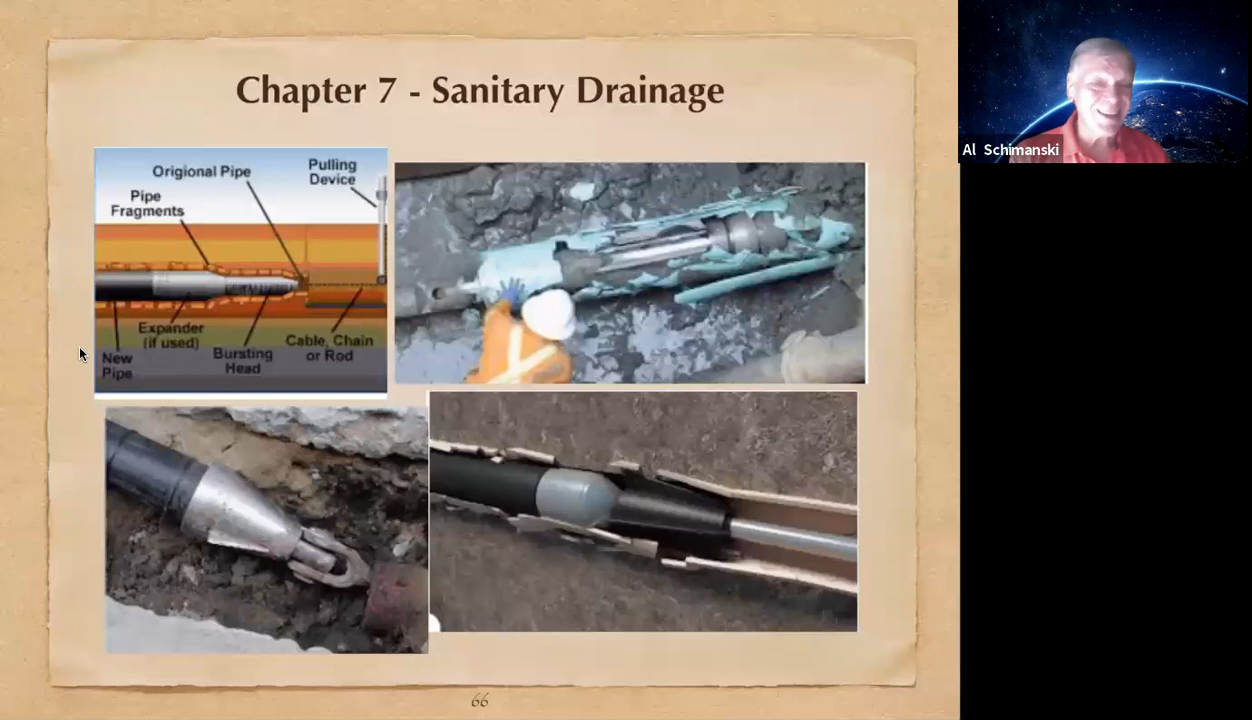 Chapter 7 - Sanitary Drainage
Origional Pipe
Pulling
Device
Pipe
Fragments
Expander
(if used)
New
Pipe
Bursting
Head
Cable, Chain
or Rod
66
Al Schimanski